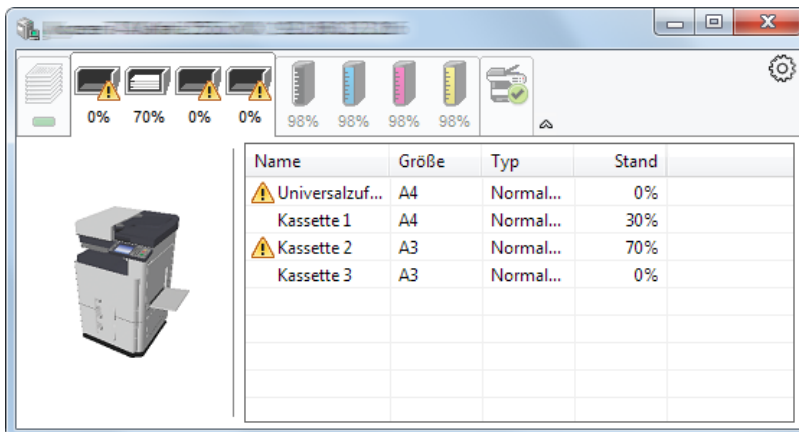 0% 70% 0% 0% 98% 98% 98% 98%
Name Größe Typ Stand
Universalzuf... A4 Normal... 0%
Kassette 1 A4 Normal... 30%
Kassette 2 A3 Normal... 70%
Kassette 3 A3 Normal... 0%